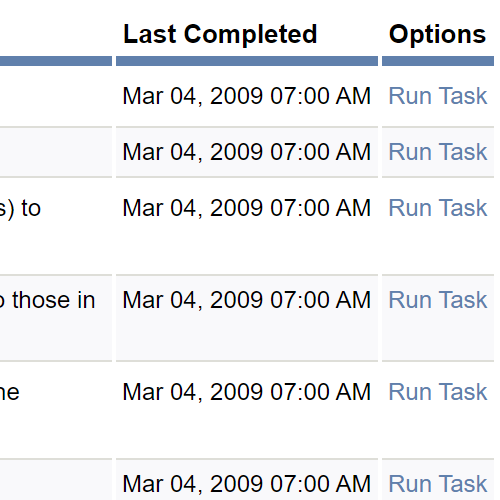 Last Completed Options
Mar 04, 2009 07:00 AM Run Task
Mar 04, 2009 07:00 AM Run Task
) to Mar 04, 2009 07:00 AM Run Task
those in Mar 04, 2009 07:00 AM Run Task
Mar 04, 2009 07:00 AM Run Task
Mar 04, 2009 07:00 AM Run Task